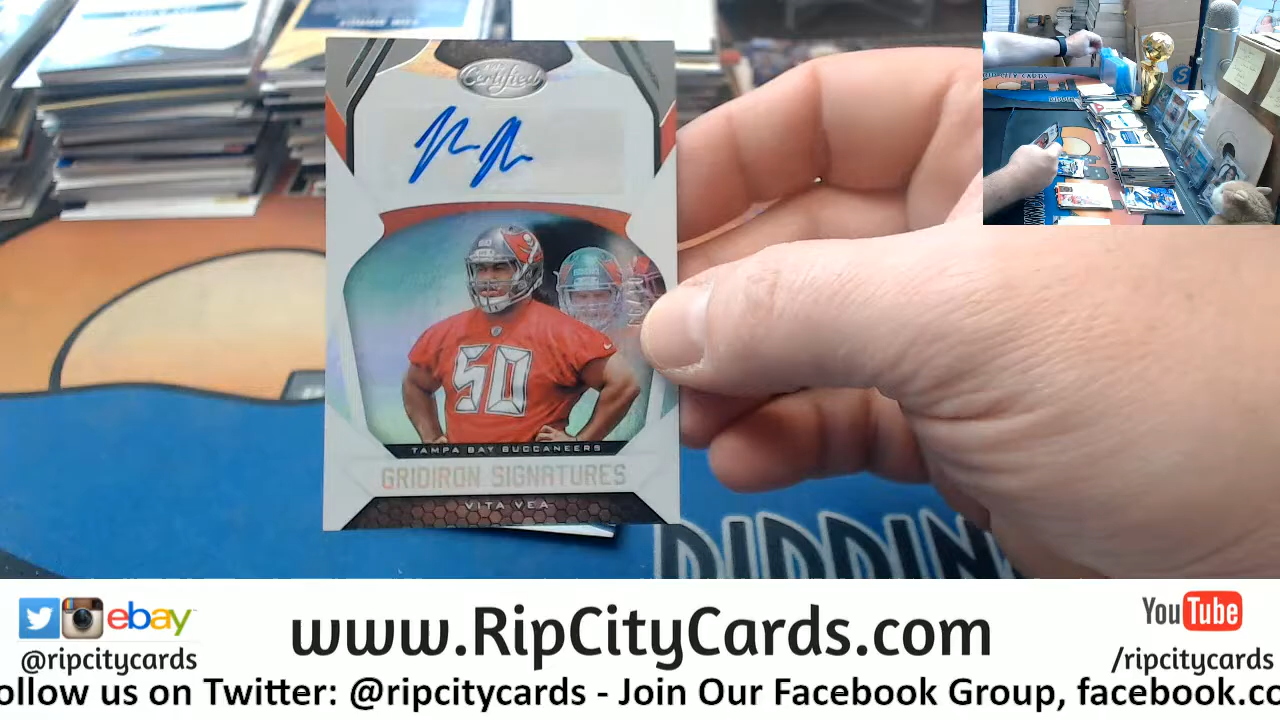 Certified
50
TAMPA BAY BUCCANEERS
GRIDIRON SIGNATURES
VITA VEA
ebay
@ripcitycards
www.RipCityCards.com
YouTube
/ripcitycards
ollow us on Twitter: @ripcitycards - Join Our Facebook Group, facebook.co